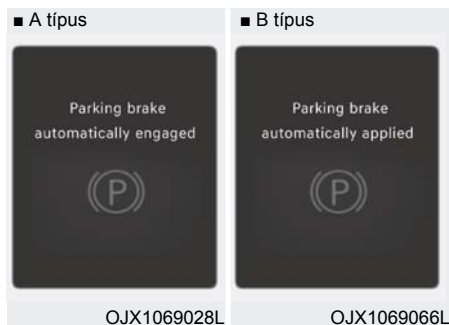 ■ A típus
Parking brake
automatically engaged
(P)
OJX1069028L
■ B típus
Parking brake
automatically applied
(P)
OJX1069066L